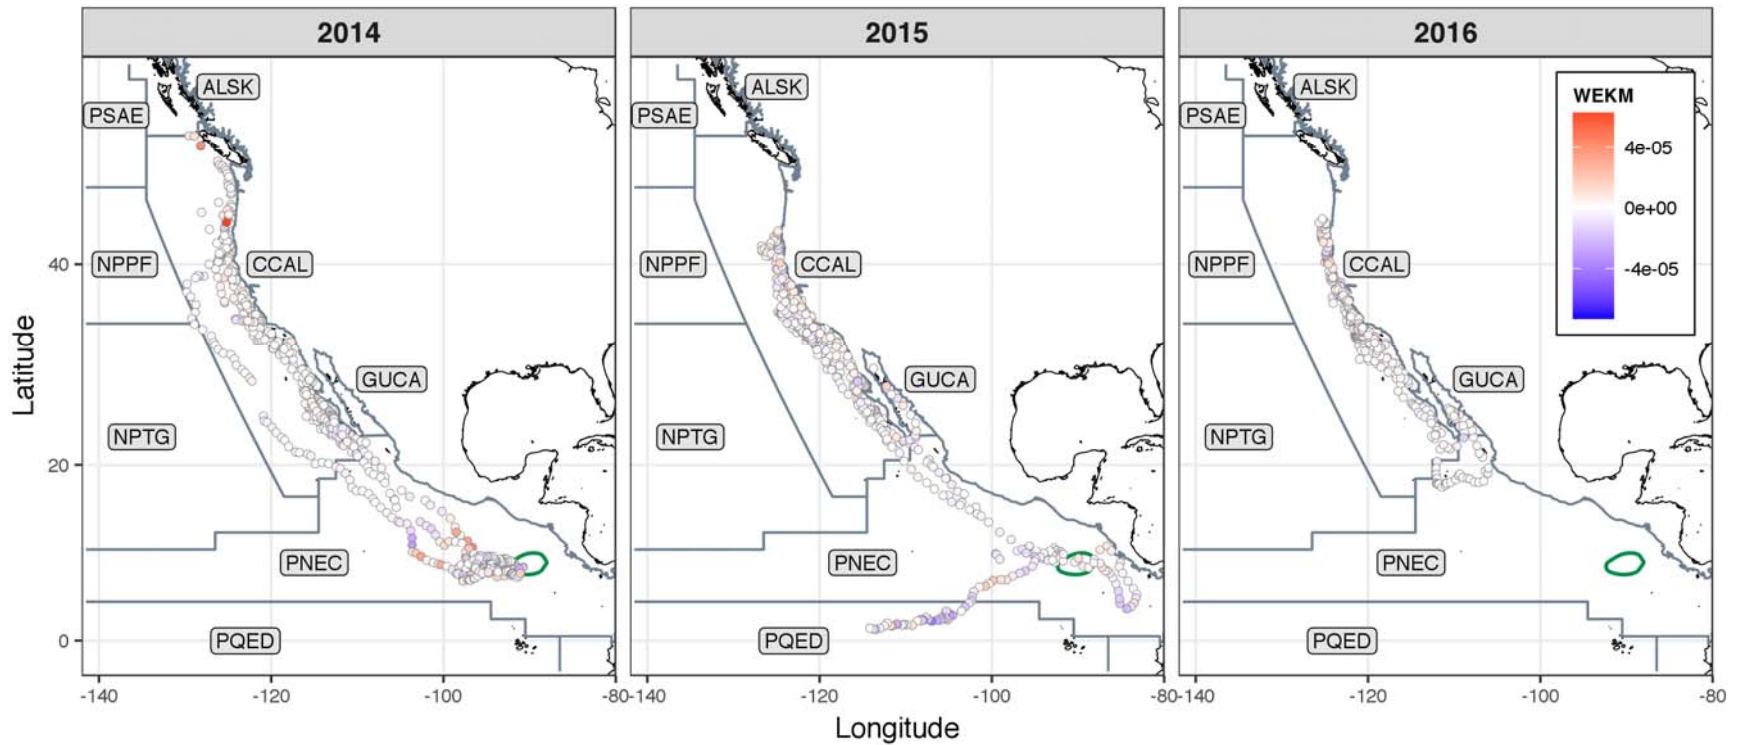 2014
2015
2016
ALSK
PSAE
NPPF
CCAL
GUCA
NPTG
PNEC
PQED
ALSK
PSAE
NPPF
CCAL
GUCA
NPTG
PNEC
PQED
ALSK
PSAE
NPPF
CCAL
GUCA
NPTG
PNEC
PQED
WEKM
4e-05
0e+00
-4e-05
40
20
0
Latitude
-140 -120 -100 -80
-140 -120 -100 -80
-140 -120 -100 -80
Longitude